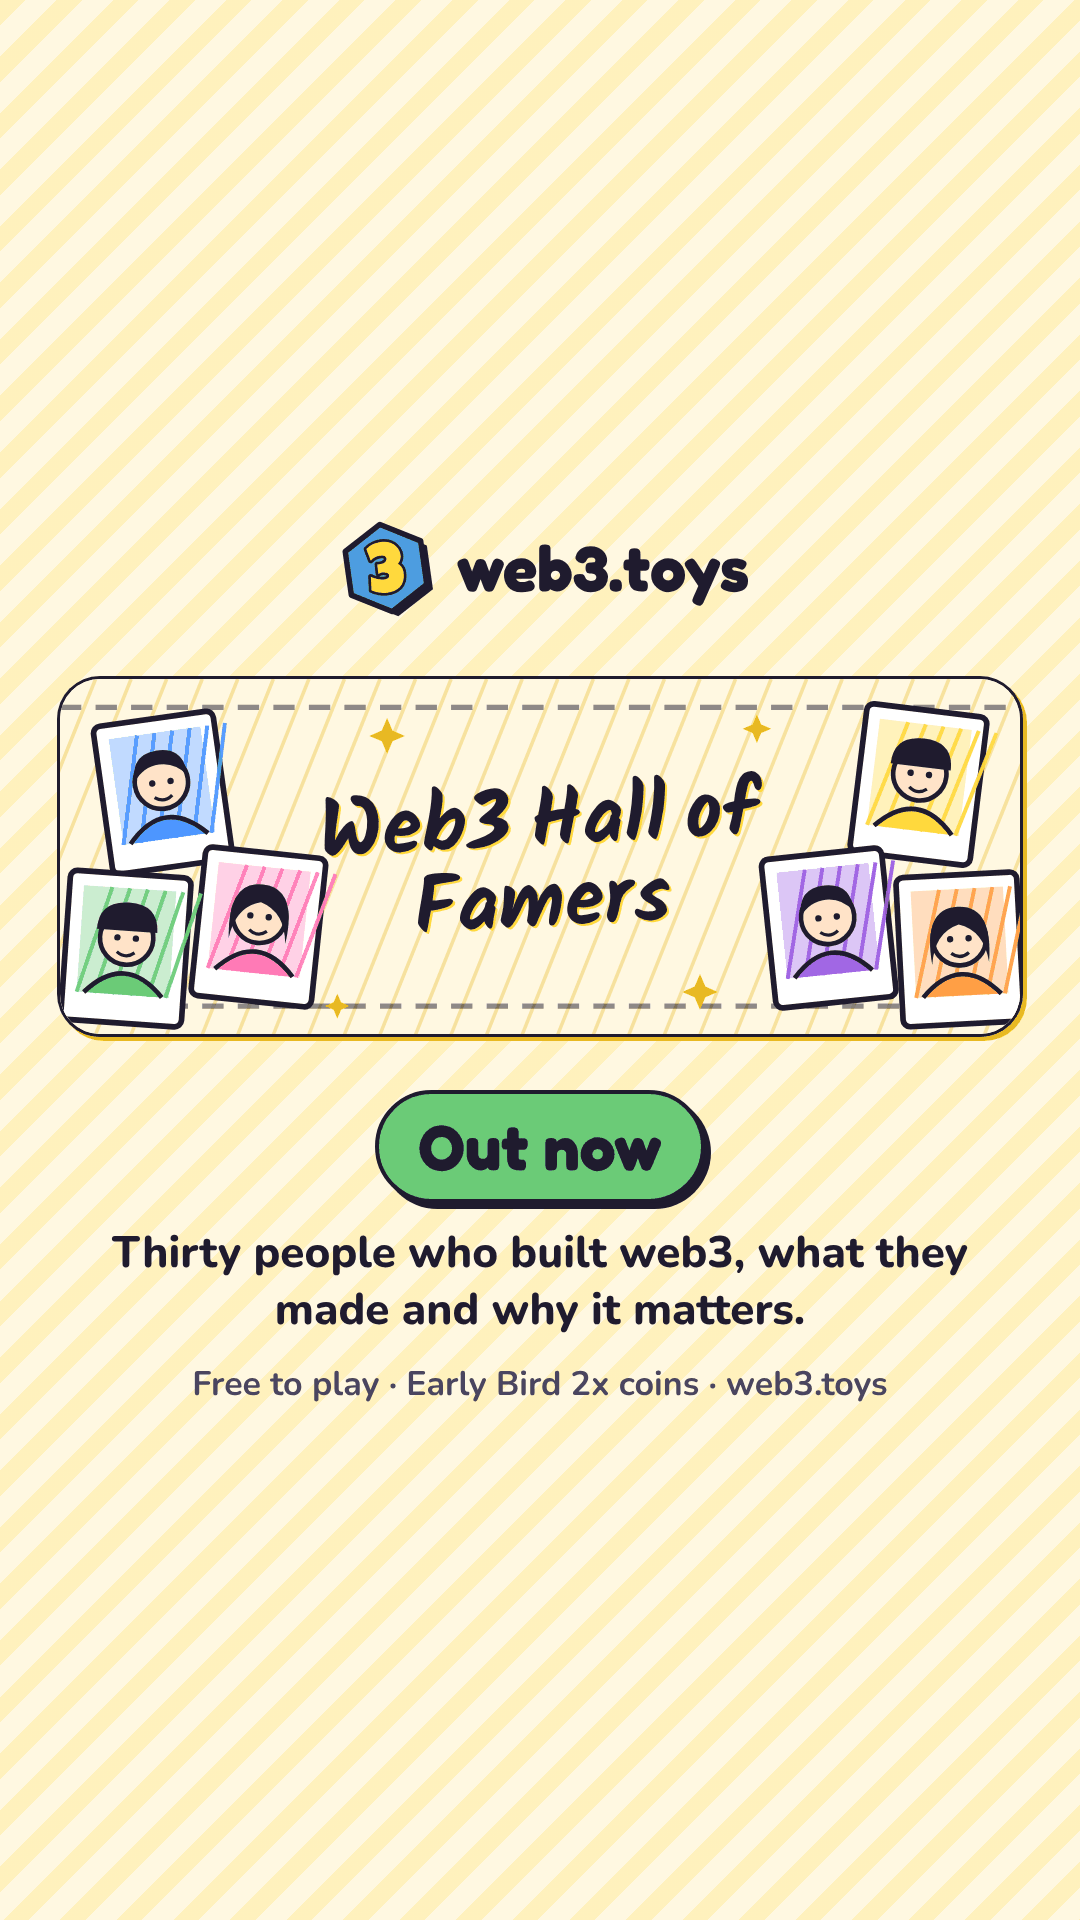 3 web3.toys
Web3 Hall of
Famers
Out now
Thirty people who built web3, what they
made and why it matters.
Free to play · Early Bird 2x coins · web3.toys